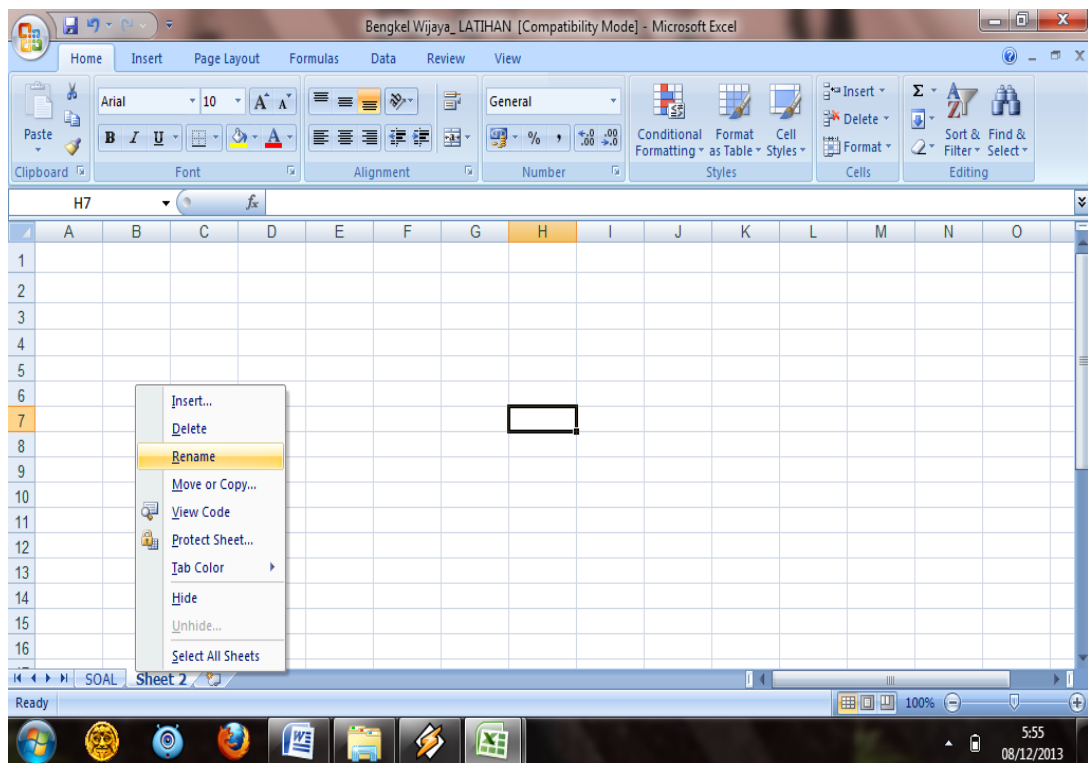 Bengkel Wijaya_ LATIHAN [Compatibility Mode] - Microsoft Excel
Home Insert Page Layout Formulas Data Review View
Paste
Clipboard
Arial 10 A A
B I U A
Font
Alignment
General
% , .0 .00 .00 .0
Number
Conditional Formatting
Format as Table
Cell Styles
Styles
Insert
Delete
Format
Cells
Σ
Sort & Filter
Find & Select
Editing
H7 fx
A B C D E F G H I J K L M N O
1
2
3
4
5
6
7
8
9
10
11
12
13
14
15
16
Insert...
Delete
Rename
Move or Copy...
View Code
Protect Sheet...
Tab Color
Hide
Unhide...
Select All Sheets
SOAL Sheet 2
Ready 100%
5:55
08/12/2013